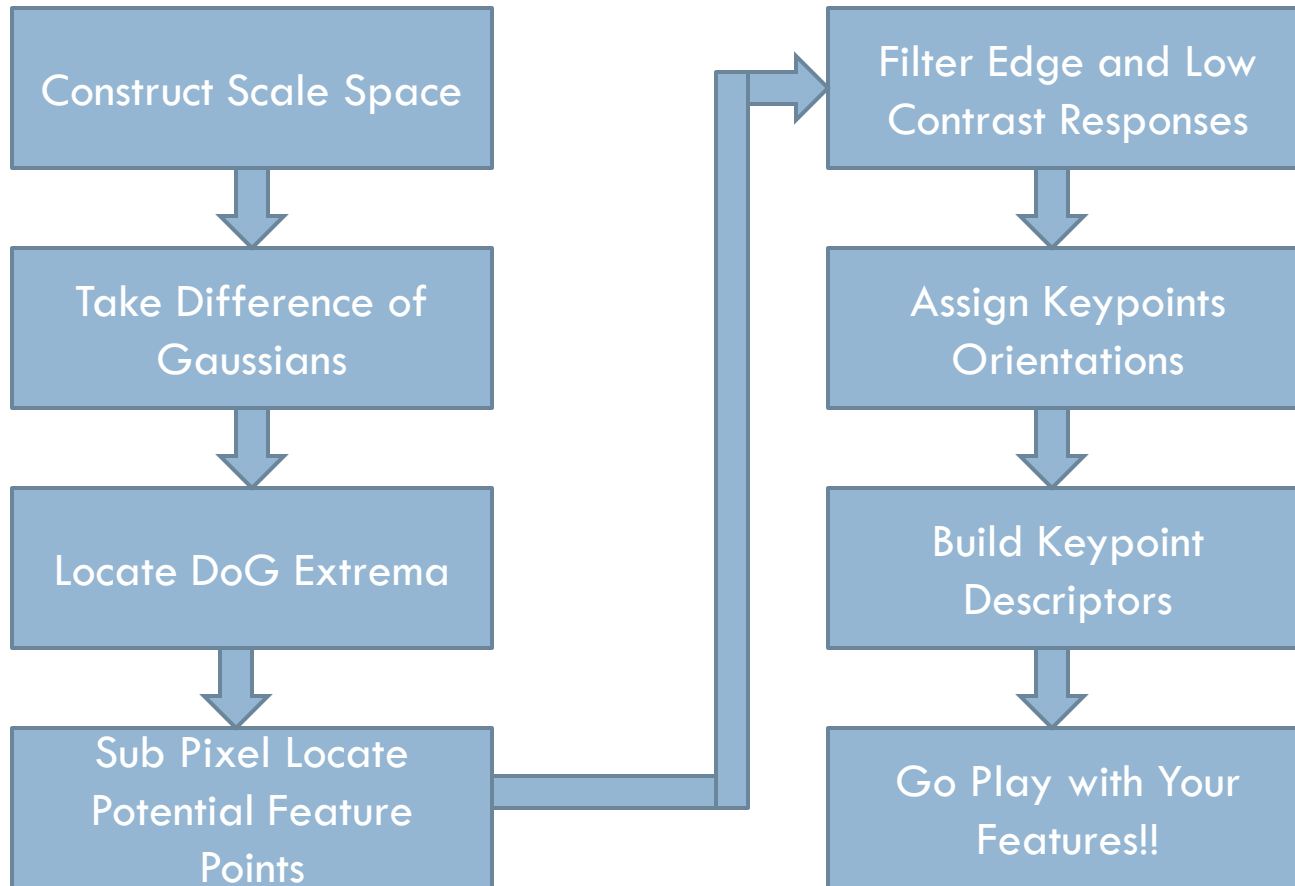 Construct Scale Space
Take Difference of
Gaussians
Locate DoG Extrema
Sub Pixel Locate
Potential Feature
Points
Filter Edge and Low
Contrast Responses
Assign Keypoints
Orientations
Build Keypoint
Descriptors
Go Play with Your
Features!!